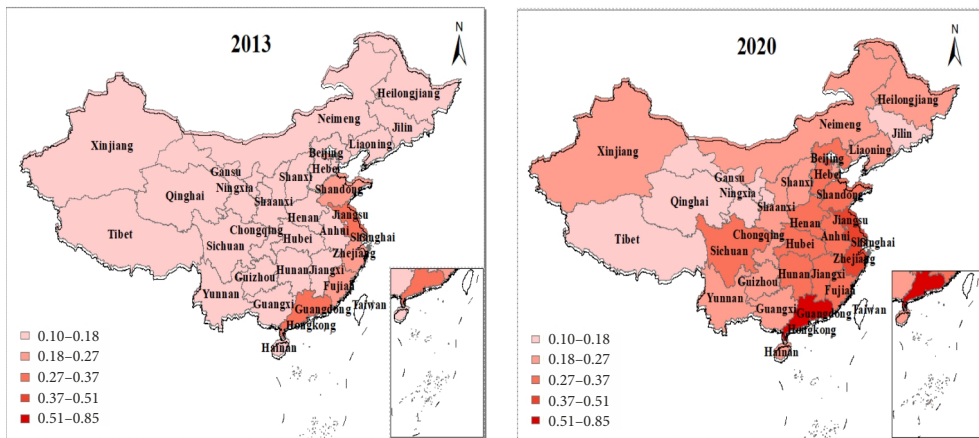 2013
N
Heilongjiang
Neimeng
Jilin
Liaoning
Xinjiang
Beijing
Hebei
Gansu
Shanxi
Ningxia
Shandong
Qinghai
Shaanxi
Henan
Jiangsu
Tibet
Chongqing
Anhui
Shanghai
Sichuan
Hubei
Zhejiang
Guizhou
Hunan
Jiangxi
Yunnan
Fujian
Guangxi
Guangdong
Taiwan
Hongkong
Hainan
0.10–0.18
0.18–0.27
0.27–0.37
0.37–0.51
0.51–0.85
2020
N
Heilongjiang
Neimeng
Jilin
Liaoning
Xinjiang
Beijing
Hebei
Gansu
Shanxi
Ningxia
Shandong
Qinghai
Shaanxi
Henan
Jiangsu
Tibet
Chongqing
Anhui
Shanghai
Sichuan
Hubei
Zhejiang
Guizhou
Hunan
Jiangxi
Yunnan
Fujian
Guangxi
Guangdong
Taiwan
Hongkong
Hainan
0.10–0.18
0.18–0.27
0.27–0.37
0.37–0.51
0.51–0.85